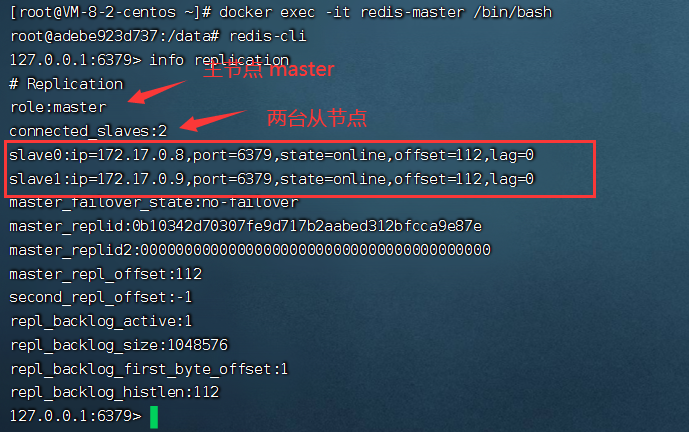 [root@VM-8-2-centos ~]# docker exec -it redis-master /bin/bash
root@adebe923d737:/data# redis-cli
127.0.0.1:6379> info replication
主节点 master
# Replication
role:master
connected_slaves:2
两台从节点
slave0:ip=172.17.0.8,port=6379,state=online,offset=112,lag=0
slave1:ip=172.17.0.9,port=6379,state=online,offset=112,lag=0
master_failover_state:no-failover
master_replid:0b10342d70307fe9d717b2aabed312bfcca9e87e
master_replid2:0000000000000000000000000000000000000000
master_repl_offset:112
second_repl_offset:-1
repl_backlog_active:1
repl_backlog_size:1048576
repl_backlog_first_byte_offset:1
repl_backlog_histlen:112
127.0.0.1:6379>